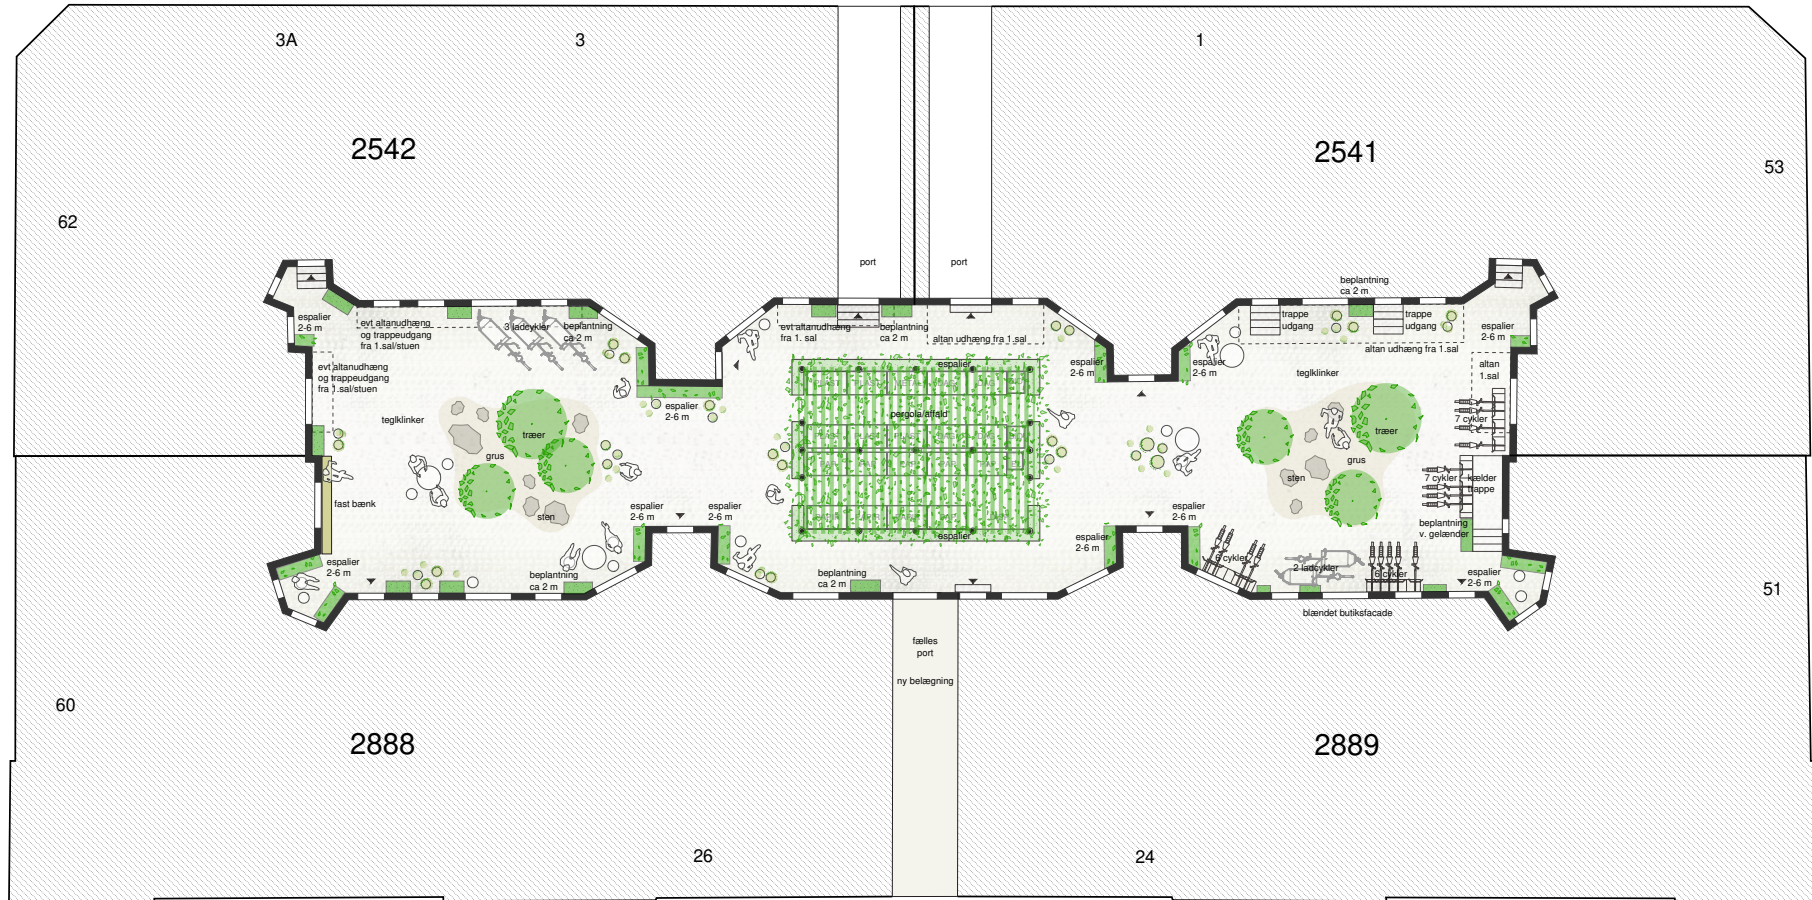 3A
3
1
2542
2541
53
62
port
port
beplantning
ca 2 m
espalier
2-6 m
evt altanudhæng
og trappeudgang
fra 1.sal/stuen
3 ladcykler
beplantning
ca 2 m
evt altanudhæng
fra 1. sal
beplantning
ca 2 m
altan udhæng fra 1.sal
trappe
udgang
trappe
udgang
espalier
2-6 m
altan udhæng fra 1.sal
evt altanudhæng
og trappeudgang
fra 1.sal/stuen
espalier
espalier
2-6 m
espalier
2-6 m
teglklinker
altan
1.sal
espalier
2-6 m
teglklinker
pergola/affald
7 cykler
træer
træer
grus
grus
sten
7 cykler
kælder
trappe
fast bænk
sten
espalier
2-6 m
espalier
2-6 m
espalier
2-6 m
beplantning
v. gelænder
espalier
espalier
2-6 m
espalier
2-6 m
beplantning
ca 2 m
beplantning
ca 2 m
6 cykler
2 ladcykler
6 cykler
espalier
2-6 m
blændet butiksfacade
51
fælles
port
ny belægning
60
2888
2889
26
24